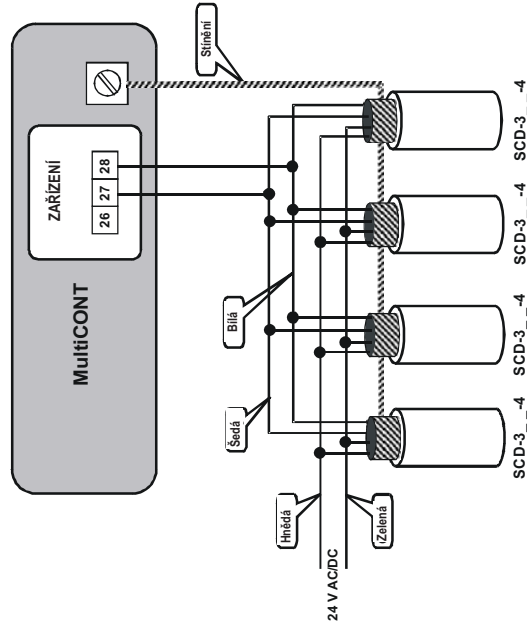 MultiCONT
ZAŘÍZENÍ
26 27 28
Stínění
Bílá
Šedá
Hnědá
Zelená
24 V AC/DC
SCD-3_ _-4
SCD-3_ _-4
SCD-3_ _-4
SCD-3_ _-4